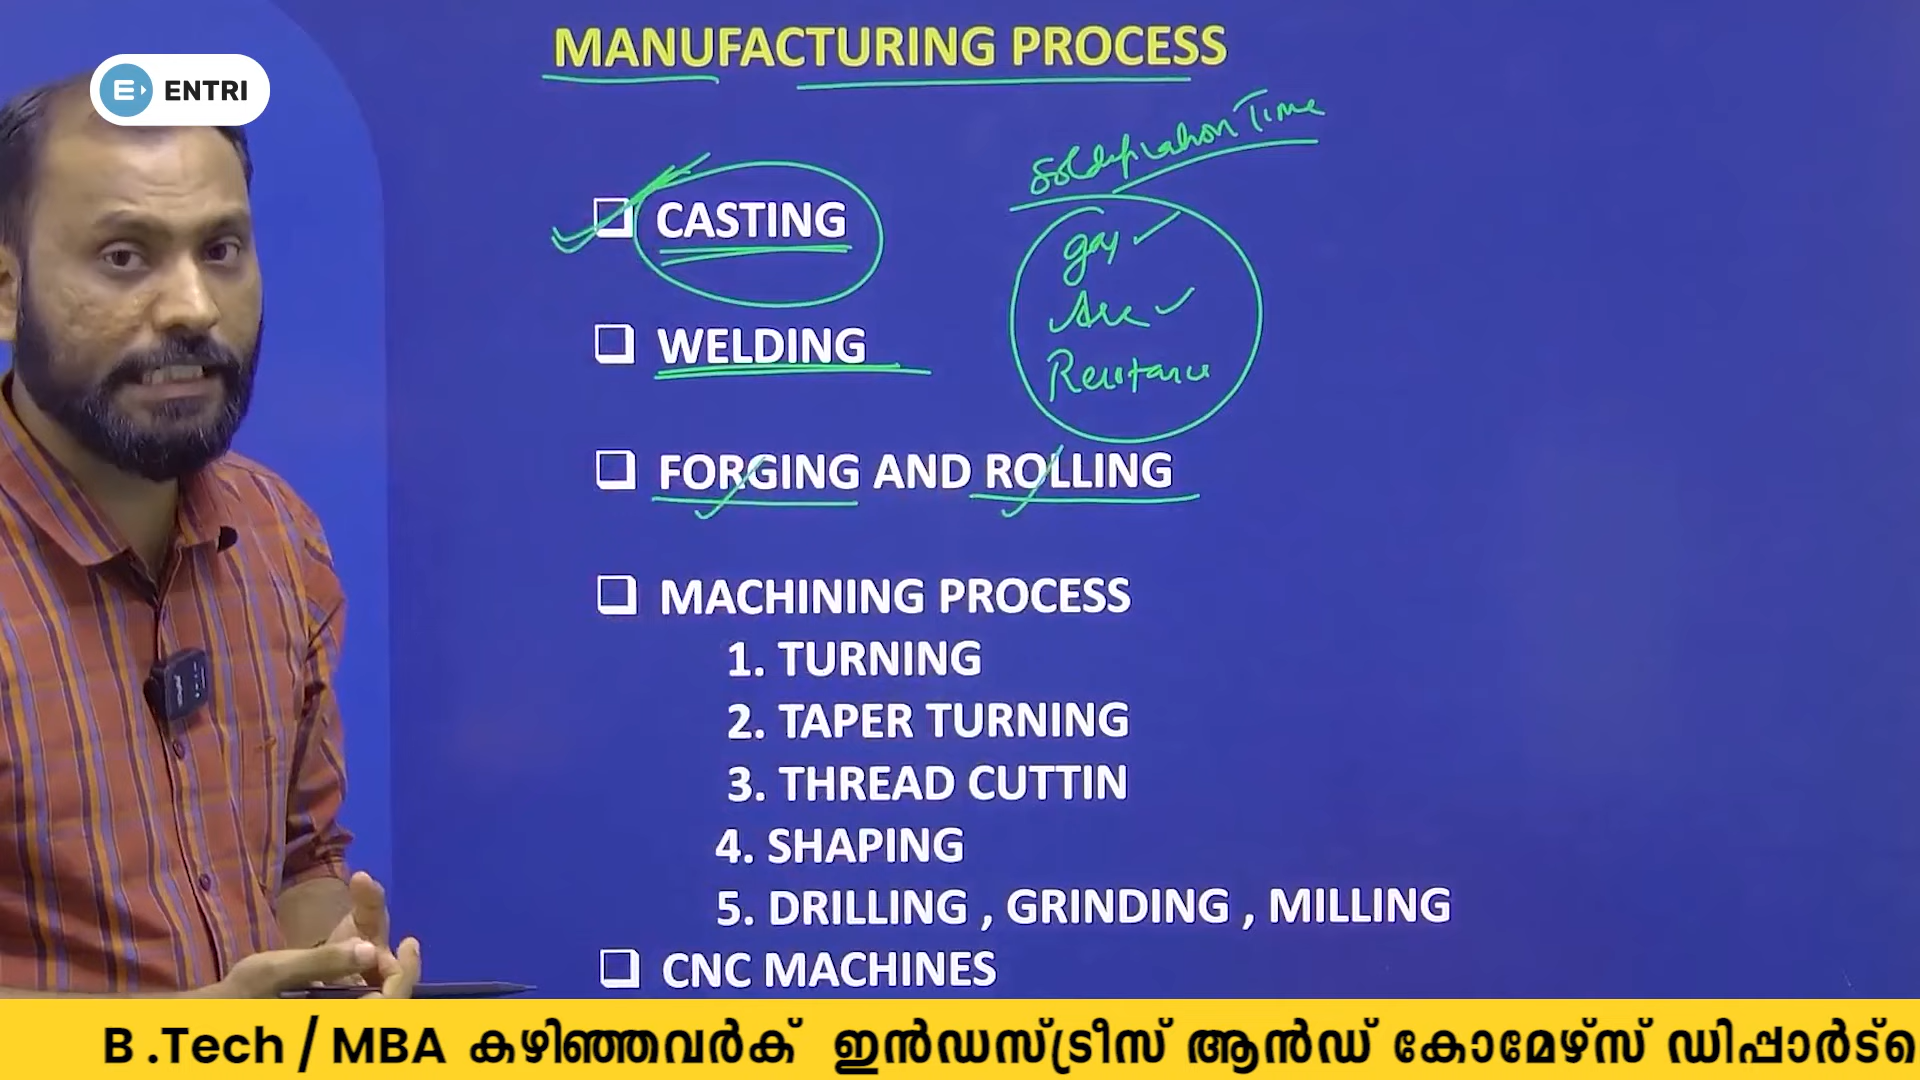 ENTRI
MANUFACTURING PROCESS
Solidification Time
CASTING
gas
Arc
WELDING
Resistance
FORGING AND ROLLING
MACHINING PROCESS
1. TURNING
2. TAPER TURNING
3. THREAD CUTTIN
4. SHAPING
5. DRILLING , GRINDING , MILLING
CNC MACHINES
B .Tech / MBA കഴിഞ്ഞവർക് ഇൻഡസ്ട്രീസ് ആൻഡ് കോമേഴ്സ് ഡിപ്പാർട്